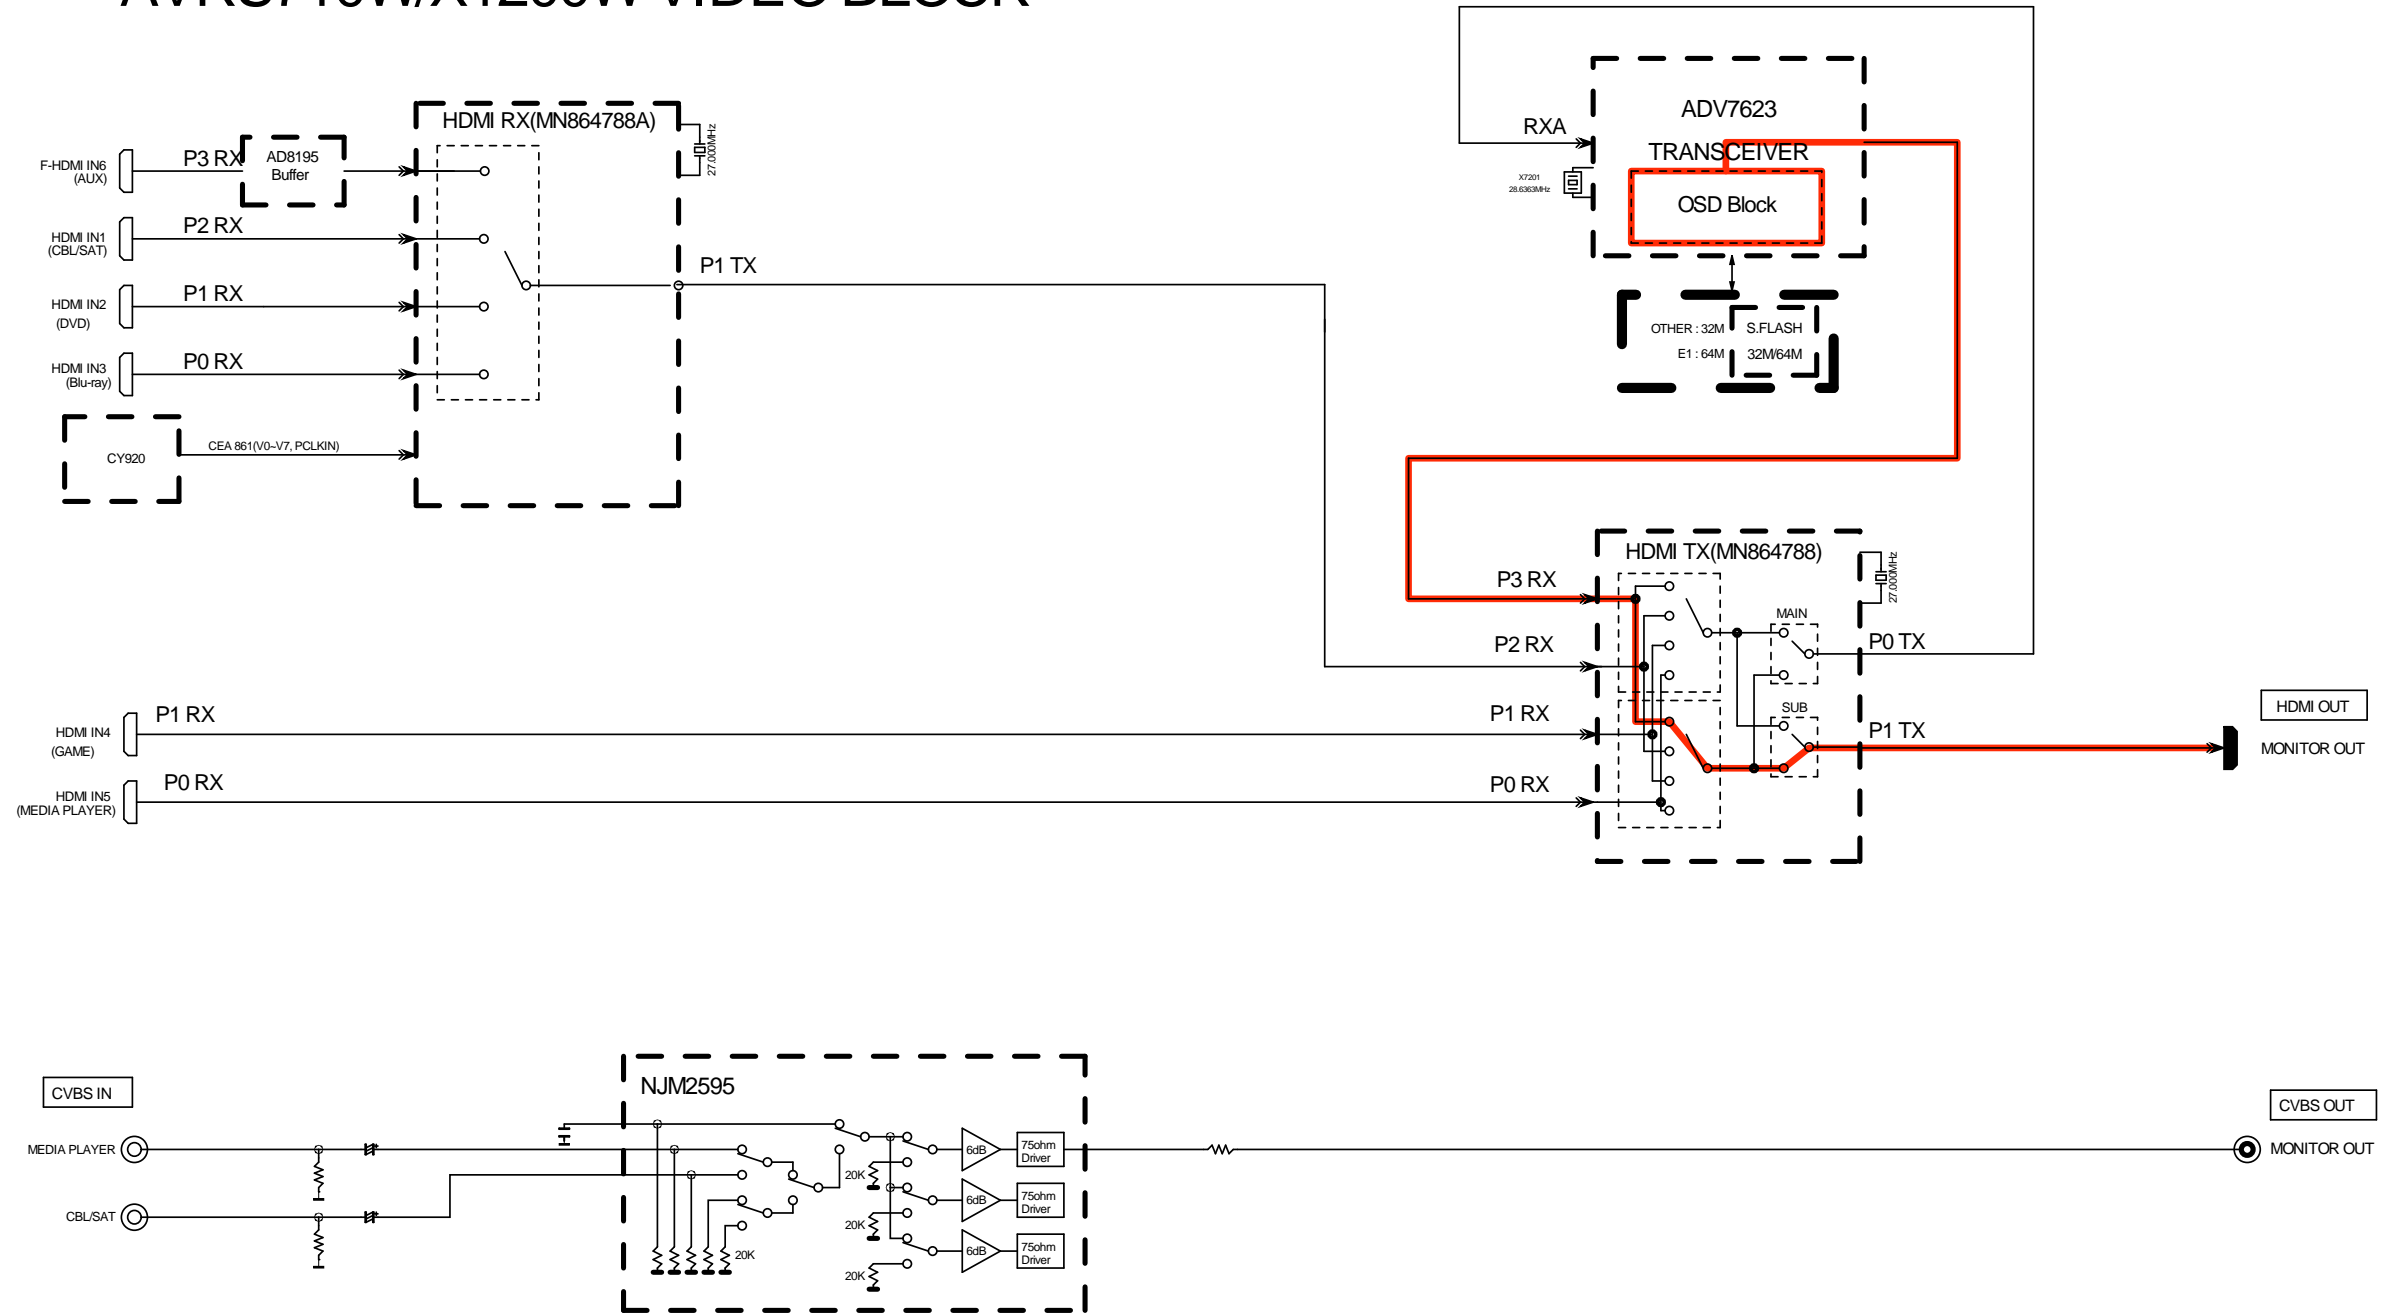 HDMI RX(MN864788A)
27.000MHz
F-HDMI IN6
(AUX)
P3 RX
AD8195
Buffer
HDMI IN1
(CBL/SAT)
P2 RX
HDMI IN2
(DVD)
P1 RX
HDMI IN3
(Blu-ray)
P0 RX
CY920
CEA 861(V0~V7, PCLKIN)
P1 TX
RXA
X7201
28.6363MHz
ADV7623
TRANSCEIVER
OSD Block
OTHER : 32M
E1 : 64M
S.FLASH
32M/64M
HDMI TX(MN864788)
27.000MHz
P3 RX
P2 RX
P1 RX
P0 RX
MAIN
SUB
P0 TX
P1 TX
HDMI OUT
MONITOR OUT
HDMI IN4
(GAME)
P1 RX
HDMI IN5
(MEDIA PLAYER)
P0 RX
CVBS IN
MEDIA PLAYER
CBL/SAT
NJM2595
20K
20K
20K
20K
6dB
75ohm
Driver
6dB
75ohm
Driver
6dB
75ohm
Driver
CVBS OUT
MONITOR OUT